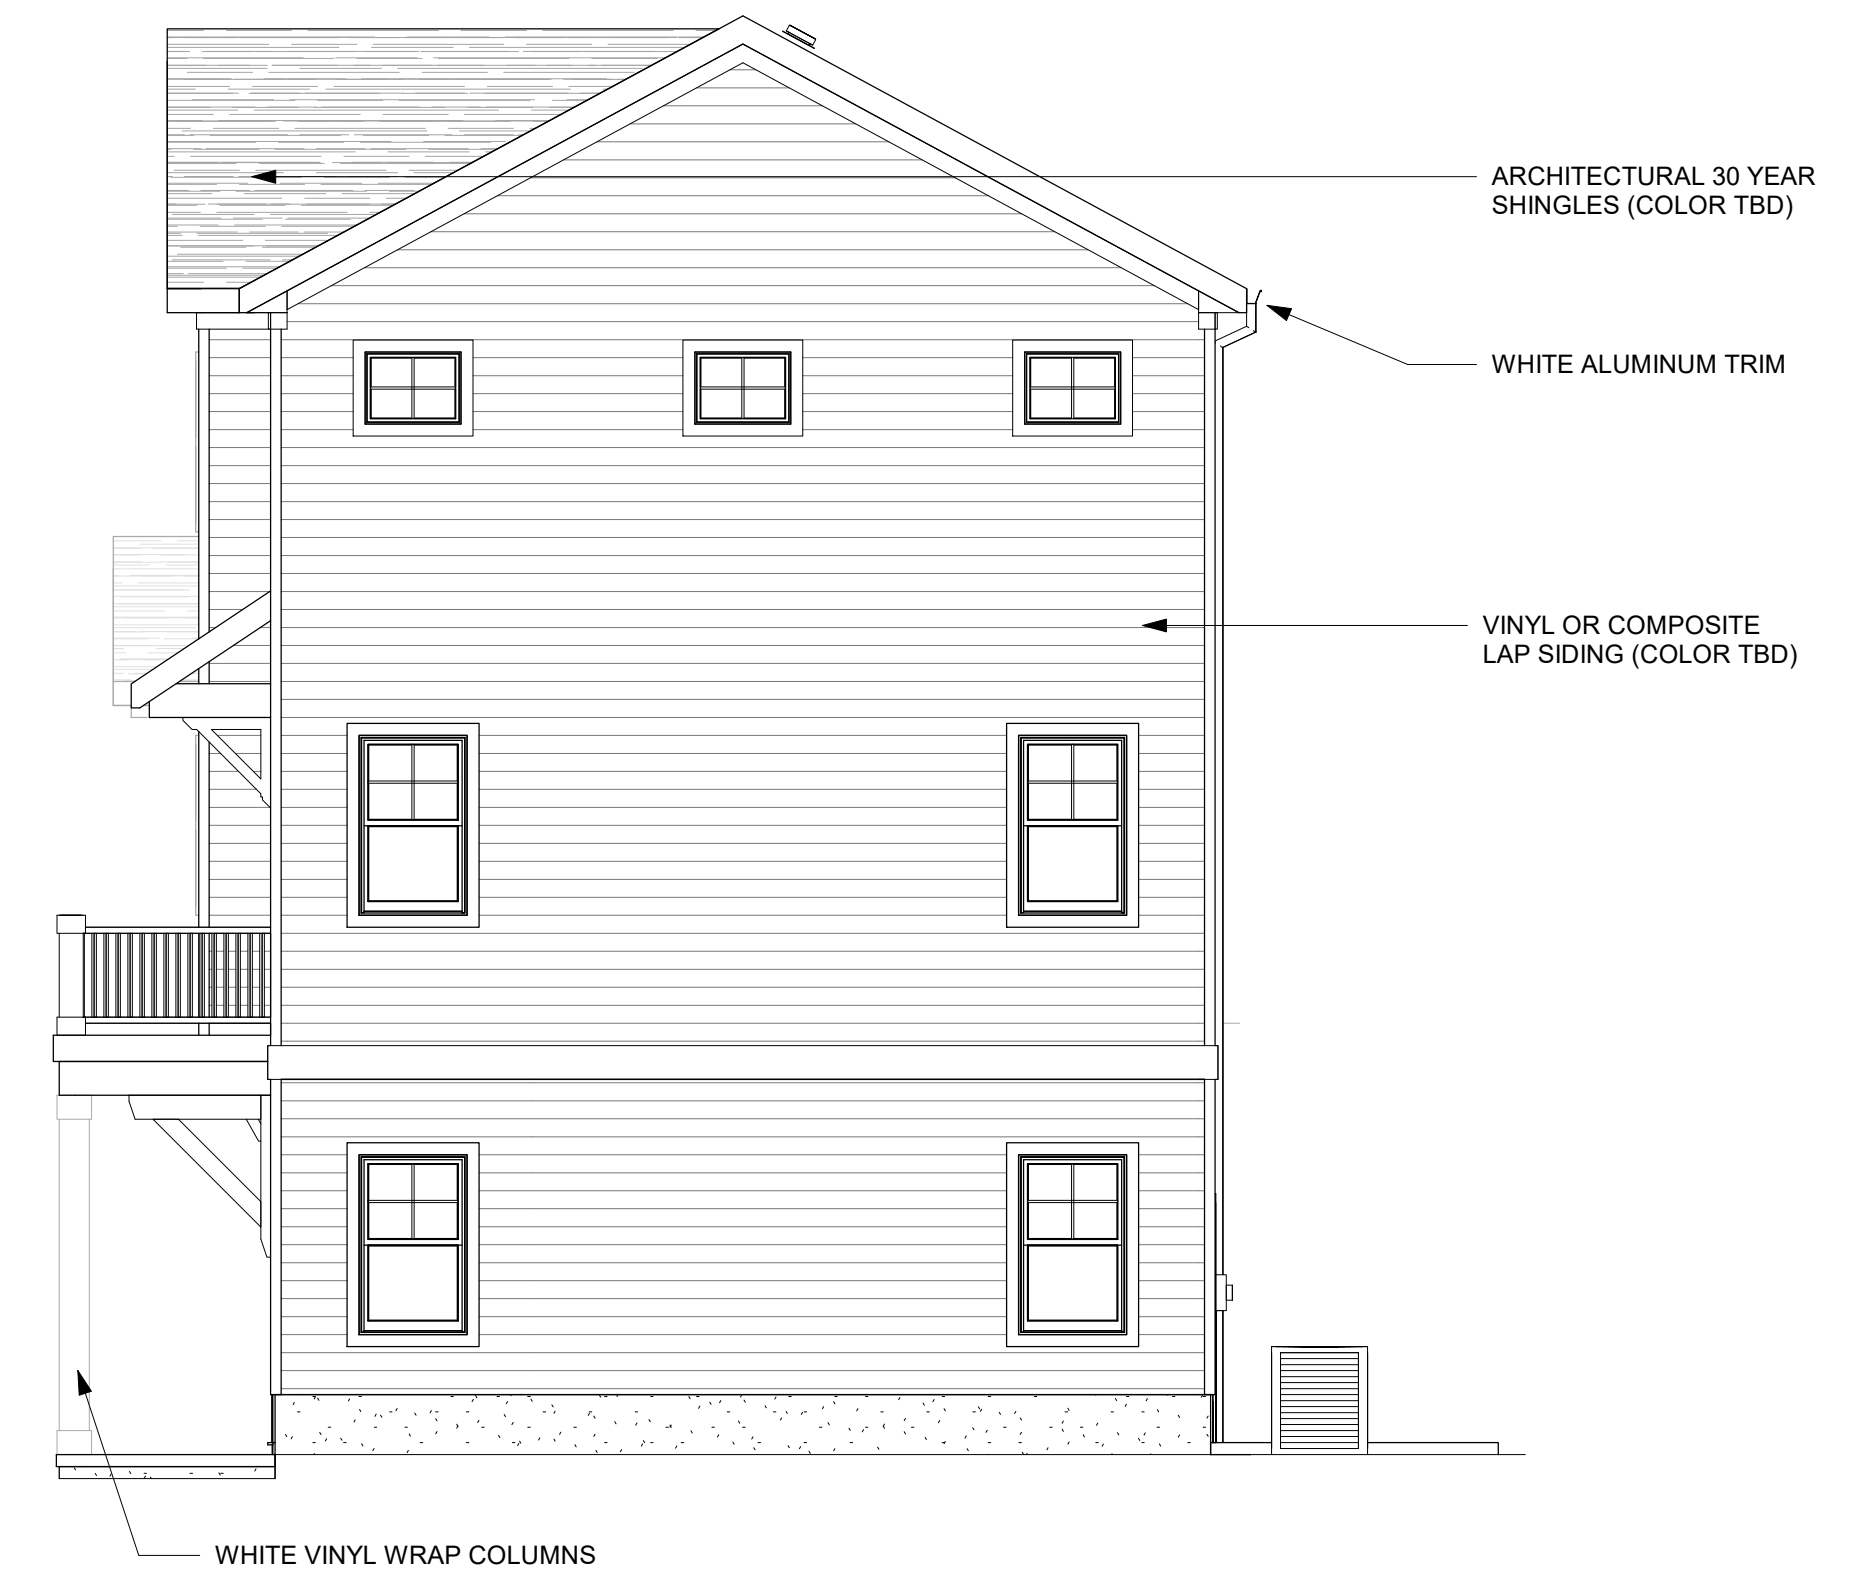 ARCHITECTURAL 30 YEAR
SHINGLES (COLOR TBD)
WHITE ALUMINUM TRIM
VINYL OR COMPOSITE
LAP SIDING (COLOR TBD)
WHITE VINYL WRAP COLUMNS